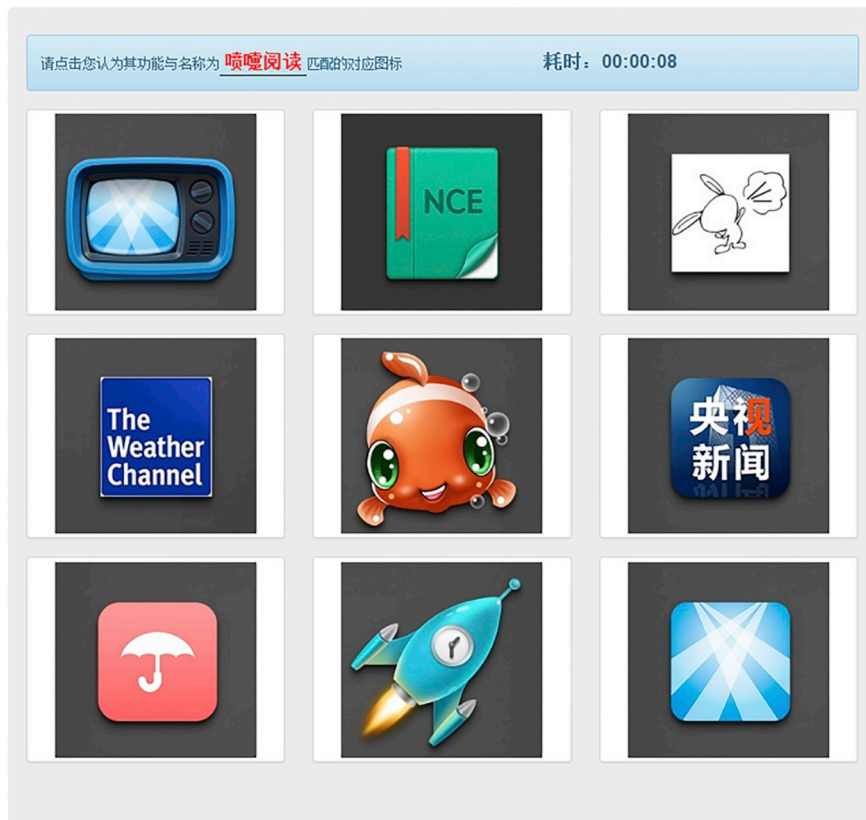 请点击您认为其功能与名称为 喷嚏阅读 匹配的对应图标
耗时：00:00:08
NCE
The
Weather
Channel
央视
新闻